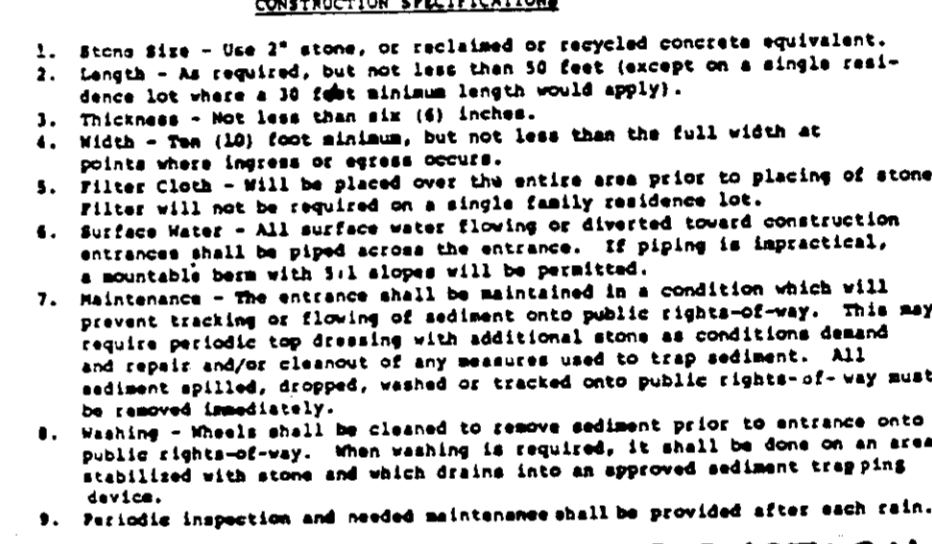 CONSTRUCTION SPECIFICATIONS
1. Stone Size - Use 2" stone, or reclaimed or recycled concrete equivalent.
2. Length - As required, but not less than 50 feet (except on a single resi-
dence lot where a 30 foot minimum length would apply).
3. Thickness - Not less than six (6) inches.
4. Width - Ten (10) foot minimum, but not less than the full width at
points where ingress or egress occurs.
5. Filter Cloth - Will be placed over the entire area prior to placing of stone
Filter will not be required on a single family residence lot.
6. Surface Water - All surface water flowing or diverted toward construction
entrances shall be piped across the entrance. If piping is impractical,
a mountable berm with 5:1 slopes will be permitted.
7. Maintenance - The entrance shall be maintained in a condition which will
prevent tracking or flowing of sediment onto public rights-of-way. This may
require periodic top dressing with additional stone as conditions demand
and repair and/or cleanout of any measures used to trap sediment. All
sediment spilled, dropped, washed or tracked onto public rights-of-way must
be removed immediately.
8. Washing - Wheels shall be cleaned to remove sediment prior to entrance onto
public rights-of-way. When washing is required, it shall be done on an area
stabilized with stone and which drains into an approved sediment trapping
device.
9. Periodic inspection and needed maintenance shall be provided after each rain.